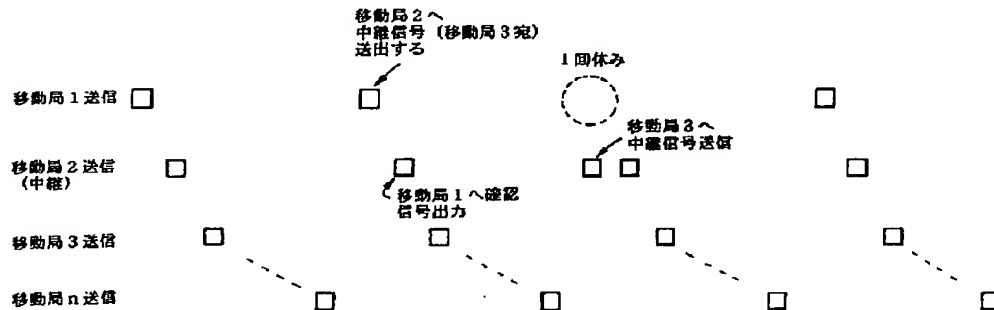 移動局2へ
中継信号(移動局3宛)
送出する
1回休み
移動局1送信
移動局3へ
中継信号送信
移動局2送信
(中継)
移動局1へ確認
信号出力
移動局3送信
移動局n送信